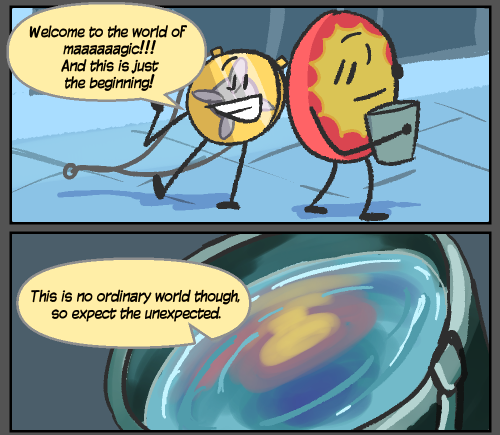 Welcome to the world of
maaaaaagic!!!
And this is just
the beginning!
This is no ordinary world though,
so expect the unexpected.